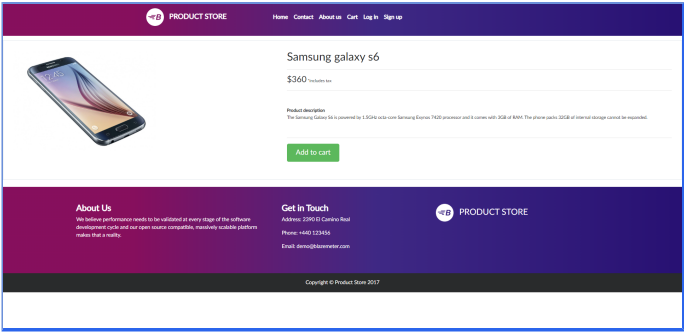 PRODUCT STORE
Home Contact About us Cart Log in Sign up
Samsung galaxy s6
$360 *includes tax
Product description
The Samsung Galaxy S6 is powered by 1.5GHz octa-core Samsung Exynos 7420 processor and it comes with 3GB of RAM. The phone packs 32GB of internal storage cannot be expanded.
Add to cart
About Us
We believe performance needs to be validated at every stage of the software
development cycle and our open source compatible, massively scalable platform
makes that a reality.
Get in Touch
Address: 2390 El Camino Real
Phone: +440 123456
Email: demo@blazemeter.com
B PRODUCT STORE
Copyright © Product Store 2017